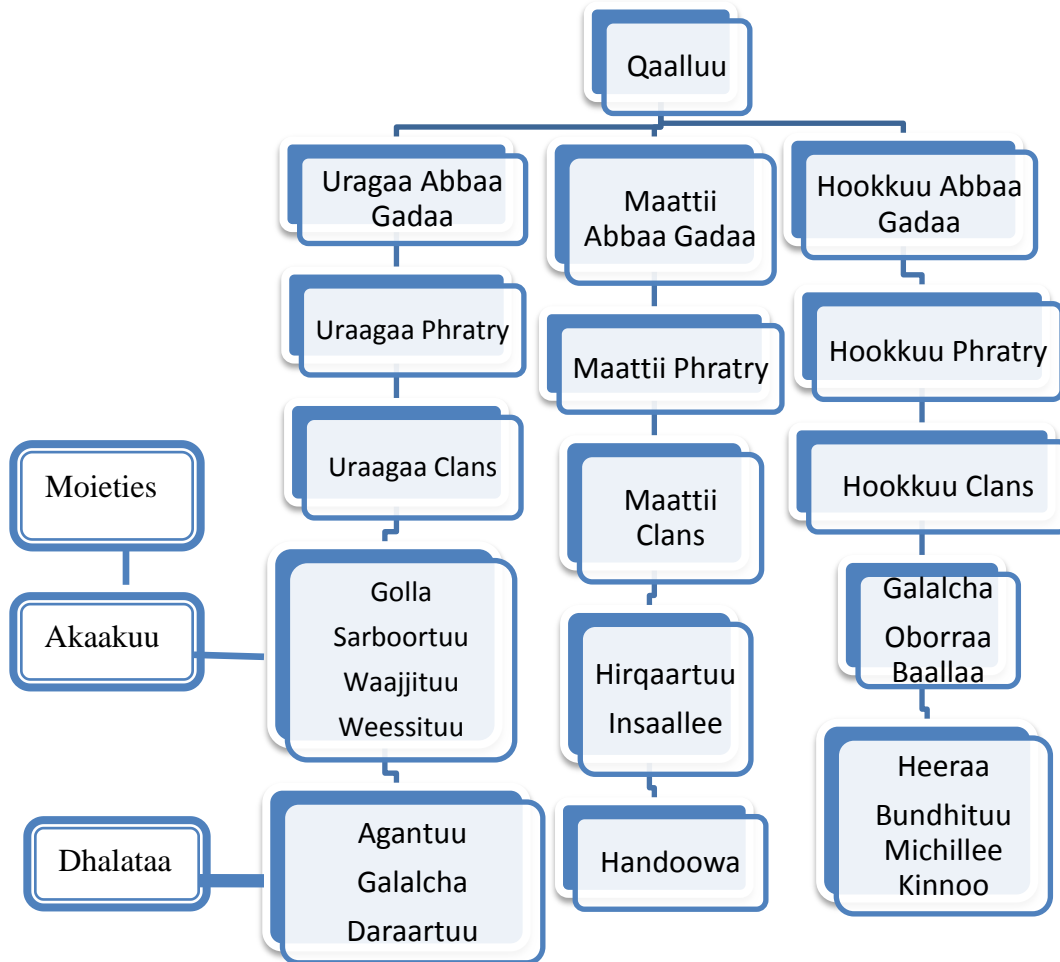 Qaalluu
Uragaa Abbaa
Gadaa
Maattii
Abbaa Gadaa
Hookkuu Abbaa
Gadaa
Uraagaa Phratry
Maattii Phratry
Hookkuu Phratry
Uraagaa Clans
Maattii
Clans
Hookkuu Clans
Moieties
Akaakuu
Golla
Sarboortuu
Waajjituu
Weessituu
Hirqaartuu
Insaallee
Galalcha
Oborraa
Baallaa
Dhalataa
Agantuu
Galalcha
Daraartuu
Handoowa
Heeraa
Bundhituu
Michillee
Kinnoo